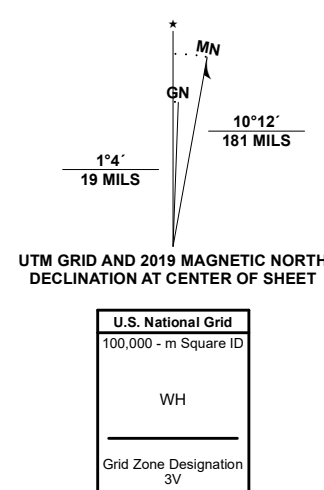 ★
MN
GN
10°12´
181 MILS
1°4´
19 MILS
UTM GRID AND 2019 MAGNETIC NORTH
DECLINATION AT CENTER OF SHEET
U.S. National Grid
100,000 - m Square ID
WH
Grid Zone Designation
3V